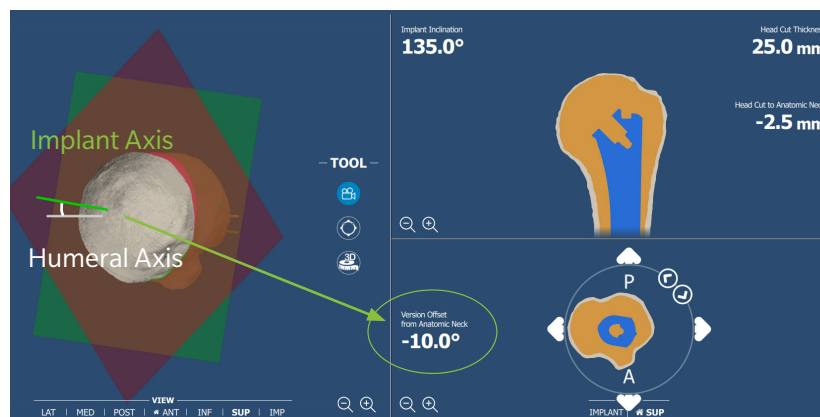 Implant Axis
Humeral Axis
TOOL
3D
VIEW
LAT | MED | POST | ANT | INF | SUP | IMP
Implant Inclination
135.0°
Head Cut Thickness
25.0 mm
Head Cut to Anatomic Neck
-2.5 mm
Version Offset
from Anatomic Neck
-10.0°
P
A
IMPLANT | SUP